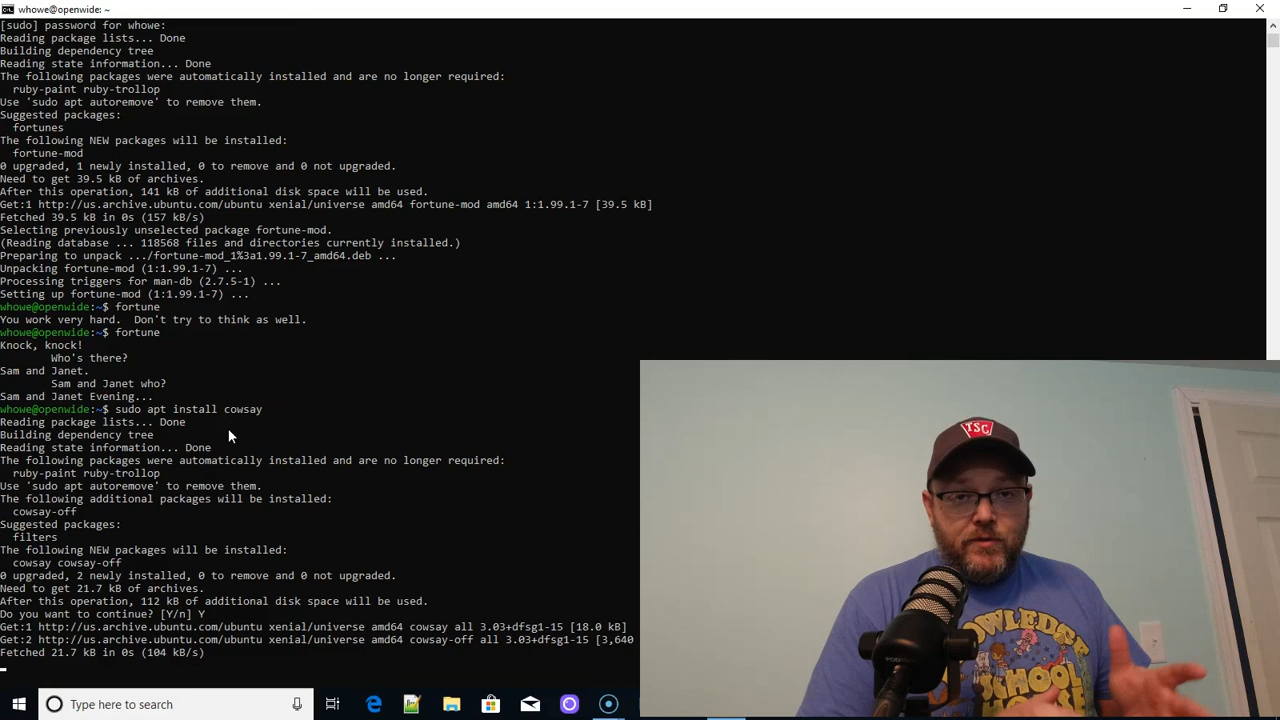 whowe@openwide: ~
[sudo] password for whowe:
Reading package lists... Done
Building dependency tree
Reading state information... Done
The following packages were automatically installed and are no longer required:
  ruby-paint ruby-trollop
Use 'sudo apt autoremove' to remove them.
Suggested packages:
  fortunes
The following NEW packages will be installed:
  fortune-mod
0 upgraded, 1 newly installed, 0 to remove and 0 not upgraded.
Need to get 39.5 kB of archives.
After this operation, 141 kB of additional disk space will be used.
Get:1 http://us.archive.ubuntu.com/ubuntu xenial/universe amd64 fortune-mod amd64 1:1.99.1-7 [39.5 kB]
Fetched 39.5 kB in 0s (157 kB/s)
Selecting previously unselected package fortune-mod.
(Reading database ... 118568 files and directories currently installed.)
Preparing to unpack .../fortune-mod_1%3a1.99.1-7_amd64.deb ...
Unpacking fortune-mod (1:1.99.1-7) ...
Processing triggers for man-db (2.7.5-1) ...
Setting up fortune-mod (1:1.99.1-7) ...
whowe@openwide:~$ fortune
You work very hard.  Don't try to think as well.
whowe@openwide:~$ fortune
Knock, knock!
        Who's there?
Sam and Janet.
        Sam and Janet who?
Sam and Janet Evening...
whowe@openwide:~$ sudo apt install cowsay
Reading package lists... Done
Building dependency tree
Reading state information... Done
The following packages were automatically installed and are no longer required:
  ruby-paint ruby-trollop
Use 'sudo apt autoremove' to remove them.
The following additional packages will be installed:
  cowsay-off
Suggested packages:
  filters
The following NEW packages will be installed:
  cowsay cowsay-off
0 upgraded, 2 newly installed, 0 to remove and 0 not upgraded.
Need to get 21.7 kB of archives.
After this operation, 112 kB of additional disk space will be used.
Do you want to continue? [Y/n] Y
Get:1 http://us.archive.ubuntu.com/ubuntu xenial/universe amd64 cowsay all 3.03+dfsg1-15 [18.0 kB]
Get:2 http://us.archive.ubuntu.com/ubuntu xenial/universe amd64 cowsay-off all 3.03+dfsg1-15 [3,640
Fetched 21.7 kB in 0s (104 kB/s)
TSC
SCHOOL
Type here to search